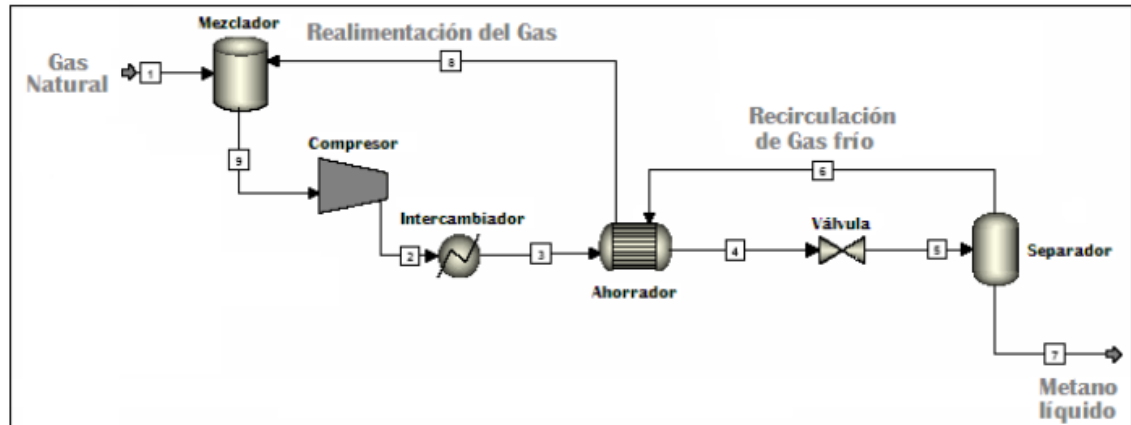 Mezclador
Realimentación del Gas
Gas
Natural
1
8
Recirculación
de Gas frío
9
Compresor
6
Intercambiador
Válvula
2
3
4
5
Separador
Ahorrador
7
Metano
líquido